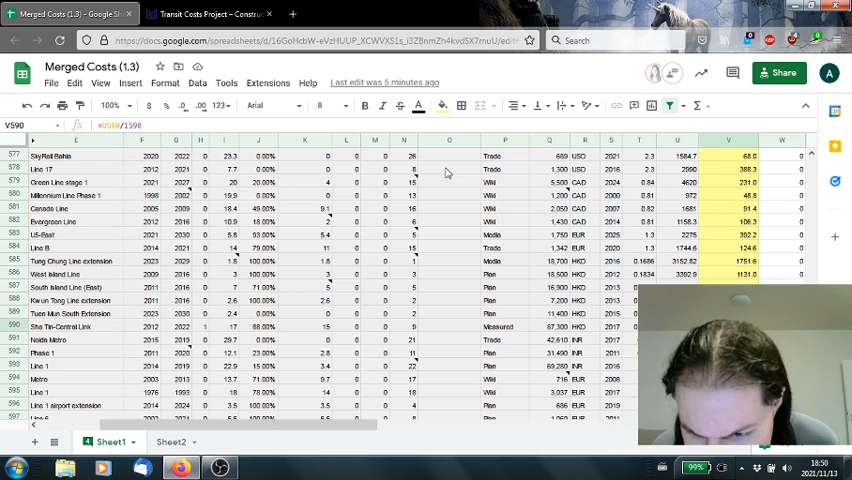 Merged Costs (1.3) - Google She
Transit Costs Project – Construc
https://docs.google.com/spreadsheets/d/16GoHcbW-eVzHUUP_XCWVXS1s_i3Z8nmZh4kvdSX7muU/edit
Search
Merged Costs (1.3)
File Edit View Insert Format Data Tools Extensions Help Last edit was 5 minutes ago
Share A
100% $ % .0 .00 123 Arial 8 B I S A
V590 =U590/I590
E F G H I J K L M N O P Q R S T U V W
577 SkyRail Bahia 2020 2022 0 23.3 0.00% 0 0 0 26 Trade 689 USD 2021 2.3 1584.7 68.0 0
578 Line 17 2012 2021 0 7.7 0.00% 0 0 0 8 Trade 1,300 USD 2016 2.3 2990 388.3 0
579 Green Line stage 1 2021 2027 0 20 20.00% 4 0 0 15 Wiki 5,500 CAD 2024 0.84 4620 231.0 0
580 Millennium Line Phase 1 1998 2002 0 19.9 0.00% 0 0 0 13 Wiki 1,200 CAD 2000 0.81 972 48.8 0
581 Canada Line 2005 2009 0 18.4 49.00% 9.1 0 0 16 Wiki 2,050 CAD 2007 0.82 1681 91.4 0
582 Evergreen Line 2012 2016 0 10.9 18.00% 2 0 0 6 Wiki 1,430 CAD 2014 0.81 1158.3 106.3 0
583 U5-East 2021 2030 0 5.8 93.00% 5.4 0 0 5 Media 1,750 EUR 2025 1.3 2275 392.2 0
584 Line B 2014 2021 0 14 79.00% 11 0 0 15 Trade 1,342 EUR 2020 1.3 1744.6 124.6 0
585 Tung Chung Line extension 2023 2029 0 1.8 100.00% 1.8 0 0 1 Media 18,700 HKD 2026 0.1686 3152.82 1751.6 0
586 West Island Line 2009 2016 0 3 100.00% 3 0 0 3 Plan 18,500 HKD 2012 0.1834 3392.9 1131.0 0
587 South Island Line (East) 2011 2016 0 7 71.00% 5 0 0 5 Plan 16,900 HKD
588 Kwun Tong Line extension 2011 2016 0 2.6 100.00% 2.6 0 0 2 Plan 7,200 HKD
589 Tuen Mun South Extension 2023 2030 0 2.4 0.00% 0 0 0 2 Plan 11,400 HKD
590 Sha Tin-Central Link 2012 2022 1 17 88.00% 15 0 0 9 Measured 87,300 HKD 2017
591 Noida Metro 2015 2019 0 29.7 0.00% 0 0 0 21 Trade 42,610 INR 2017
592 Phase 1 2011 2020 0 12.1 23.00% 2.8 0 0 11 Plan 31,490 INR 2011
593 Line 1 2014 2019 0 22.9 15.00% 3.4 0 0 22 Plan 69,280 INR 2017
594 Metro 2003 2013 0 13.7 71.00% 9.7 0 0 17 Wiki 716 EUR 2008
595 Line 1 1976 1993 0 18 78.00% 14 0 0 18 Wiki 3,037 EUR
596 Line 1 airport extension 2014 2024 0 3.5 100.00% 3.5 0 0 4 Plan 686 EUR 2019
597
Sheet1 Sheet2
99% 18:50
2021/11/13